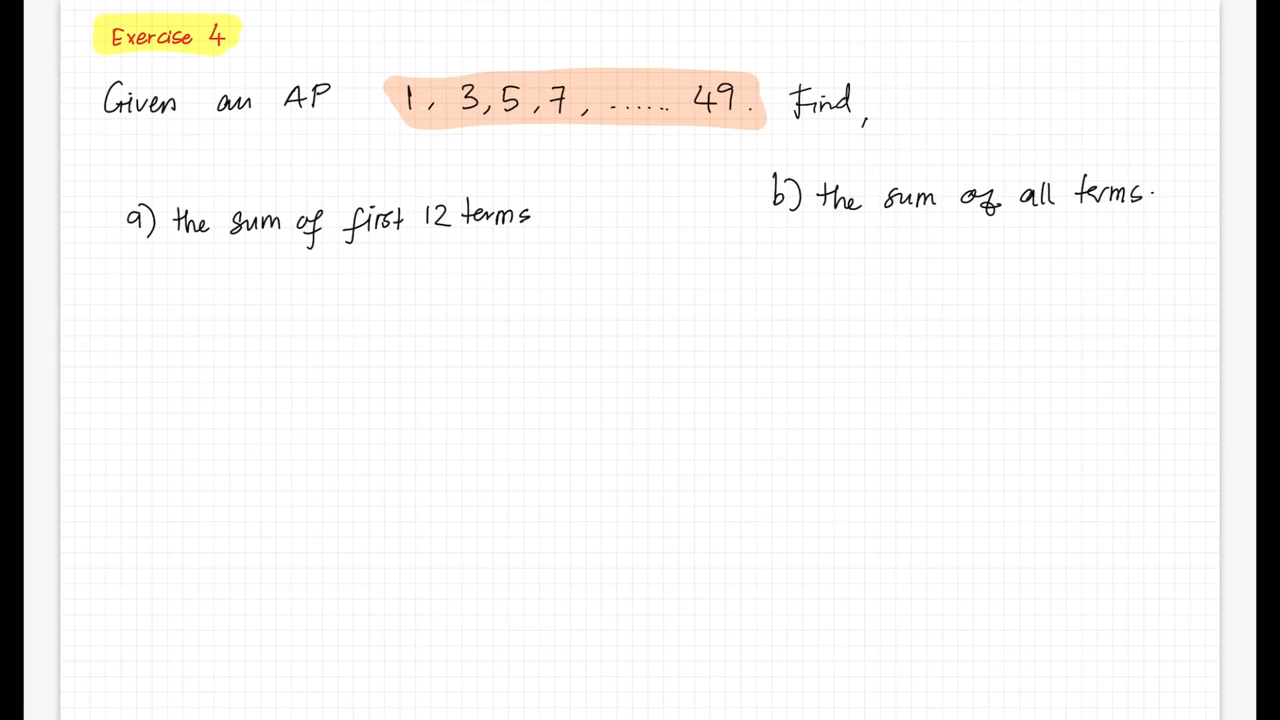 Exercise 4
Given an AP 1, 3, 5, 7, ...... 49. Find,
a) the sum of first 12 terms
b) the sum of all terms.